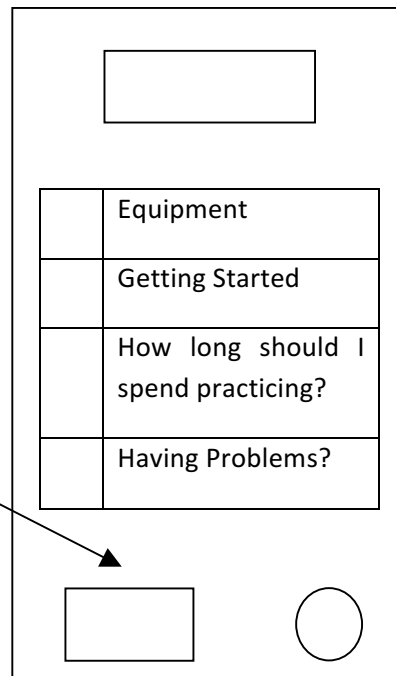 Equipment
Getting Started
How long should I
spend practicing?
Having Problems?